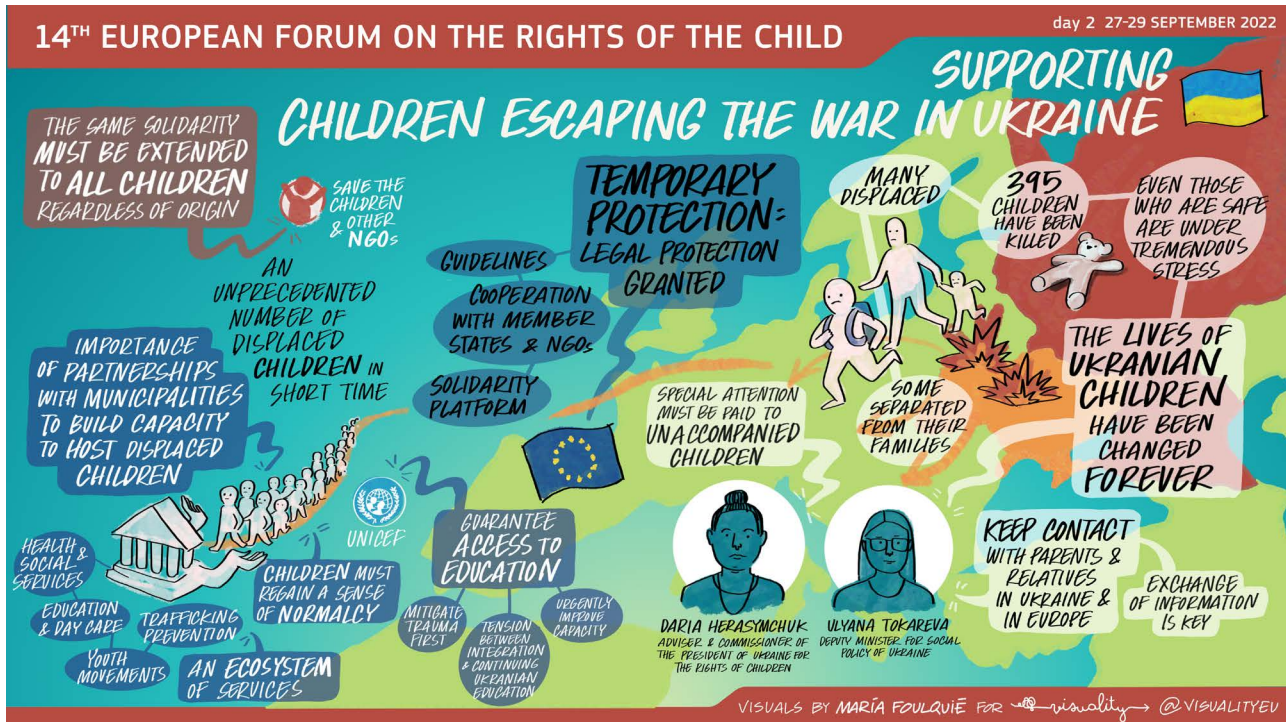 14TH EUROPEAN FORUM ON THE RIGHTS OF THE CHILD
day 2 27-29 SEPTEMBER 2022
SUPPORTING
CHILDREN ESCAPING THE WAR IN UKRAINE
THE SAME SOLIDARITY
MUST BE EXTENDED
TO ALL CHILDREN
REGARDLESS OF ORIGIN
SAVE THE
CHILDREN
& OTHER
NGOs
AN
UNPRECEDENTED
NUMBER OF
DISPLACED
CHILDREN IN
SHORT TIME
IMPORTANCE
OF PARTNERSHIPS
WITH MUNICIPALITIES
TO BUILD CAPACITY
TO HOST DISPLACED
CHILDREN
UNICEF
HEALTH
SOCIAL &
SERVICES
EDUCATION
& DAY CARE
YOUTH
MOVEMENTS
TRAFFICKING
PREVENTION
AN ECOSYSTEM
OF SERVICES
CHILDREN MUST
REGAIN A SENSE
OF NORMALCY
TEMPORARY
PROTECTION:
LEGAL PROTECTION
GRANTED
GUIDELINES
COOPERATION
WITH MEMBER
STATES & NGOs
SOLIDARITY
PLATFORM
GUARANTEE
ACCESS TO
EDUCATION
MITIGATE
TRAUMA
FIRST
TENSION
BETWEEN
INTEGRATION
& CONTINUING
UKRANIAN
EDUCATION
URGENTLY
IMPROVE
CAPACITY
MANY
DISPLACED
395
CHILDREN
HAVE BEEN
KILLED
EVEN THOSE
WHO ARE SAFE
ARE UNDER
TREMENDOUS
STRESS
THE LIVES OF
UKRANIAN
CHILDREN
HAVE BEEN
CHANGED
FOREVER
SPECIAL ATTENTION
MUST BE PAID TO
UNACCOMPANIED
CHILDREN
SOME
SEPARATED
FROM THEIR
FAMILIES
DARIA HERASYMCHUK
ADVISER & COMMISSIONER OF
THE PRESIDENT OF UKRAINE FOR
THE RIGHTS OF CHILDREN
ULYANA TOKAREVA
DEPUTY MINISTER FOR SOCIAL
POLICY OF UKRAINE
KEEP CONTACT
WITH PARENTS &
RELATIVES
IN UKRAINE &
IN EUROPE
EXCHANGE
OF INFORMATION
IS KEY
VISUALS BY MARÍA FOULQUIÉ FOR visuality @VISUALITYEU